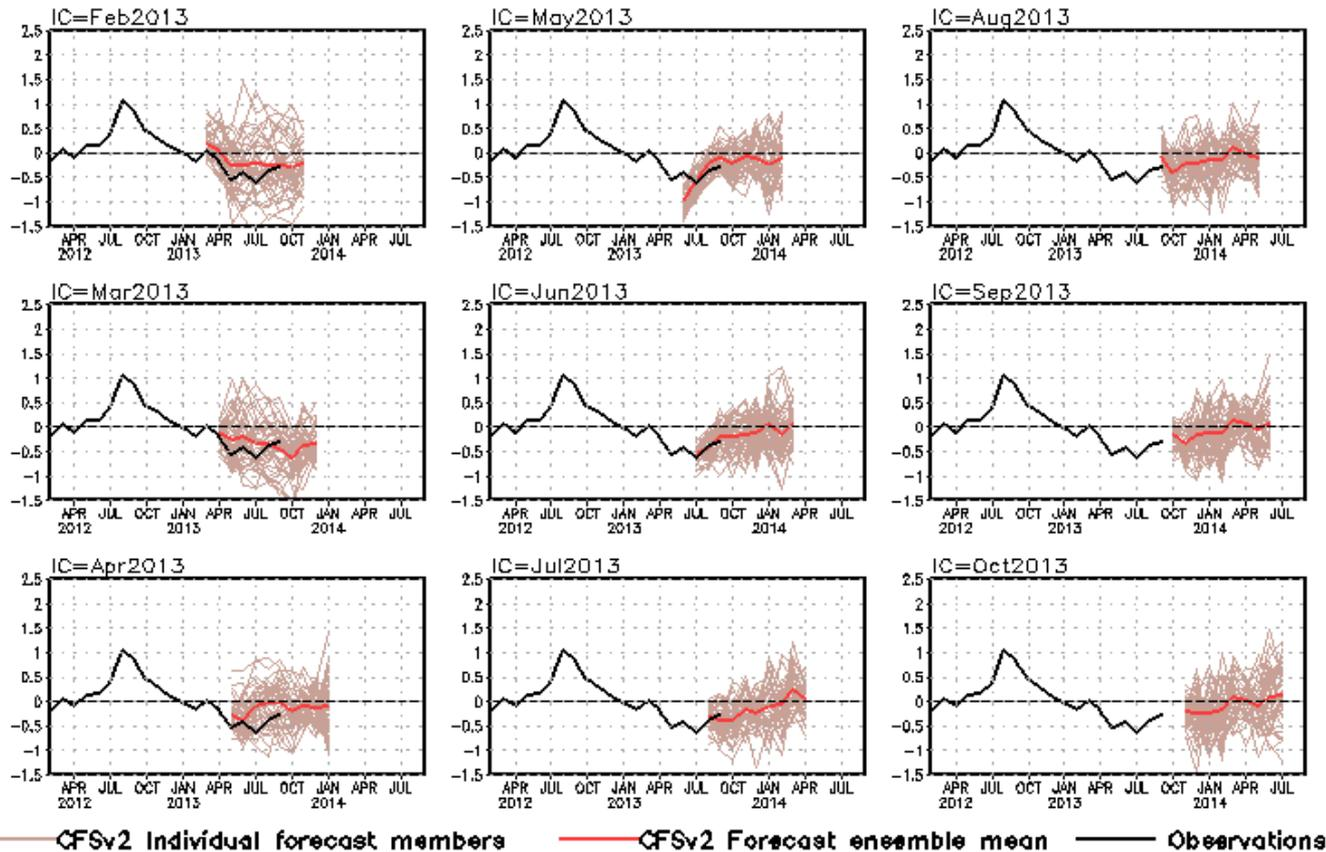 IC=Feb2013 IC=May2013 IC=Aug2013
2.5 2.5 2.5
2 2 2
1.5 1.5 1.5
1 1 1
0.5 0.5 0.5
0 0 0
-0.5 -0.5 -0.5
-1 -1 -1
-1.5 -1.5 -1.5
APR JUL OCT JAN APR JUL OCT JAN APR JUL APR JUL OCT JAN APR JUL OCT JAN APR JUL APR JUL OCT JAN APR JUL OCT JAN APR JUL
2012 2013 2014 2012 2013 2014 2012 2013 2014
IC=Mar2013 IC=Jun2013 IC=Sep2013
2.5 2.5 2.5
2 2 2
1.5 1.5 1.5
1 1 1
0.5 0.5 0.5
0 0 0
-0.5 -0.5 -0.5
-1 -1 -1
-1.5 -1.5 -1.5
APR JUL OCT JAN APR JUL OCT JAN APR JUL APR JUL OCT JAN APR JUL OCT JAN APR JUL APR JUL OCT JAN APR JUL OCT JAN APR JUL
2012 2013 2014 2012 2013 2014 2012 2013 2014
IC=Apr2013 IC=Jul2013 IC=Oct2013
2.5 2.5 2.5
2 2 2
1.5 1.5 1.5
1 1 1
0.5 0.5 0.5
0 0 0
-0.5 -0.5 -0.5
-1 -1 -1
-1.5 -1.5 -1.5
APR JUL OCT JAN APR JUL OCT JAN APR JUL APR JUL OCT JAN APR JUL OCT JAN APR JUL APR JUL OCT JAN APR JUL OCT JAN APR JUL
2012 2013 2014 2012 2013 2014 2012 2013 2014
CFSv2 Individual forecast members CFSv2 Forecast ensemble mean Observations